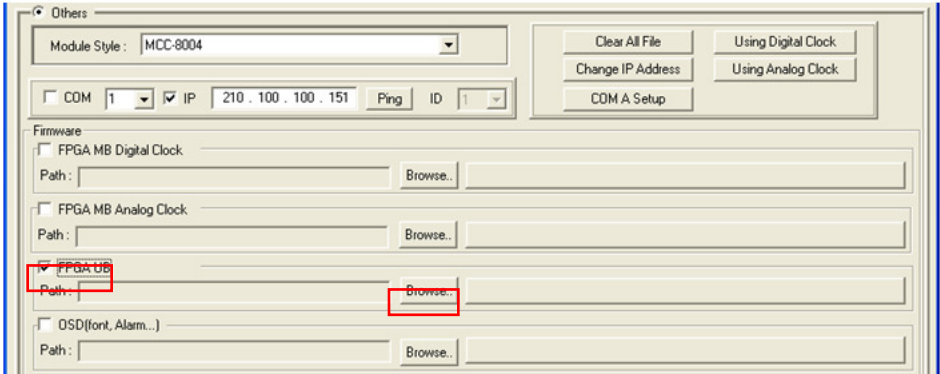 Others
Module Style : MCC-8004
Clear All File Using Digital Clock
Change IP Address Using Analog Clock
COM 1 IP 210 . 100 . 100 . 151 Ping ID 1
COM A Setup
Firmware
FPGA MB Digital Clock
Path : Browse..
FPGA MB Analog Clock
Path : Browse..
FPGA UB
Path : Browse..
OSD(font, Alarm...)
Path : Browse..